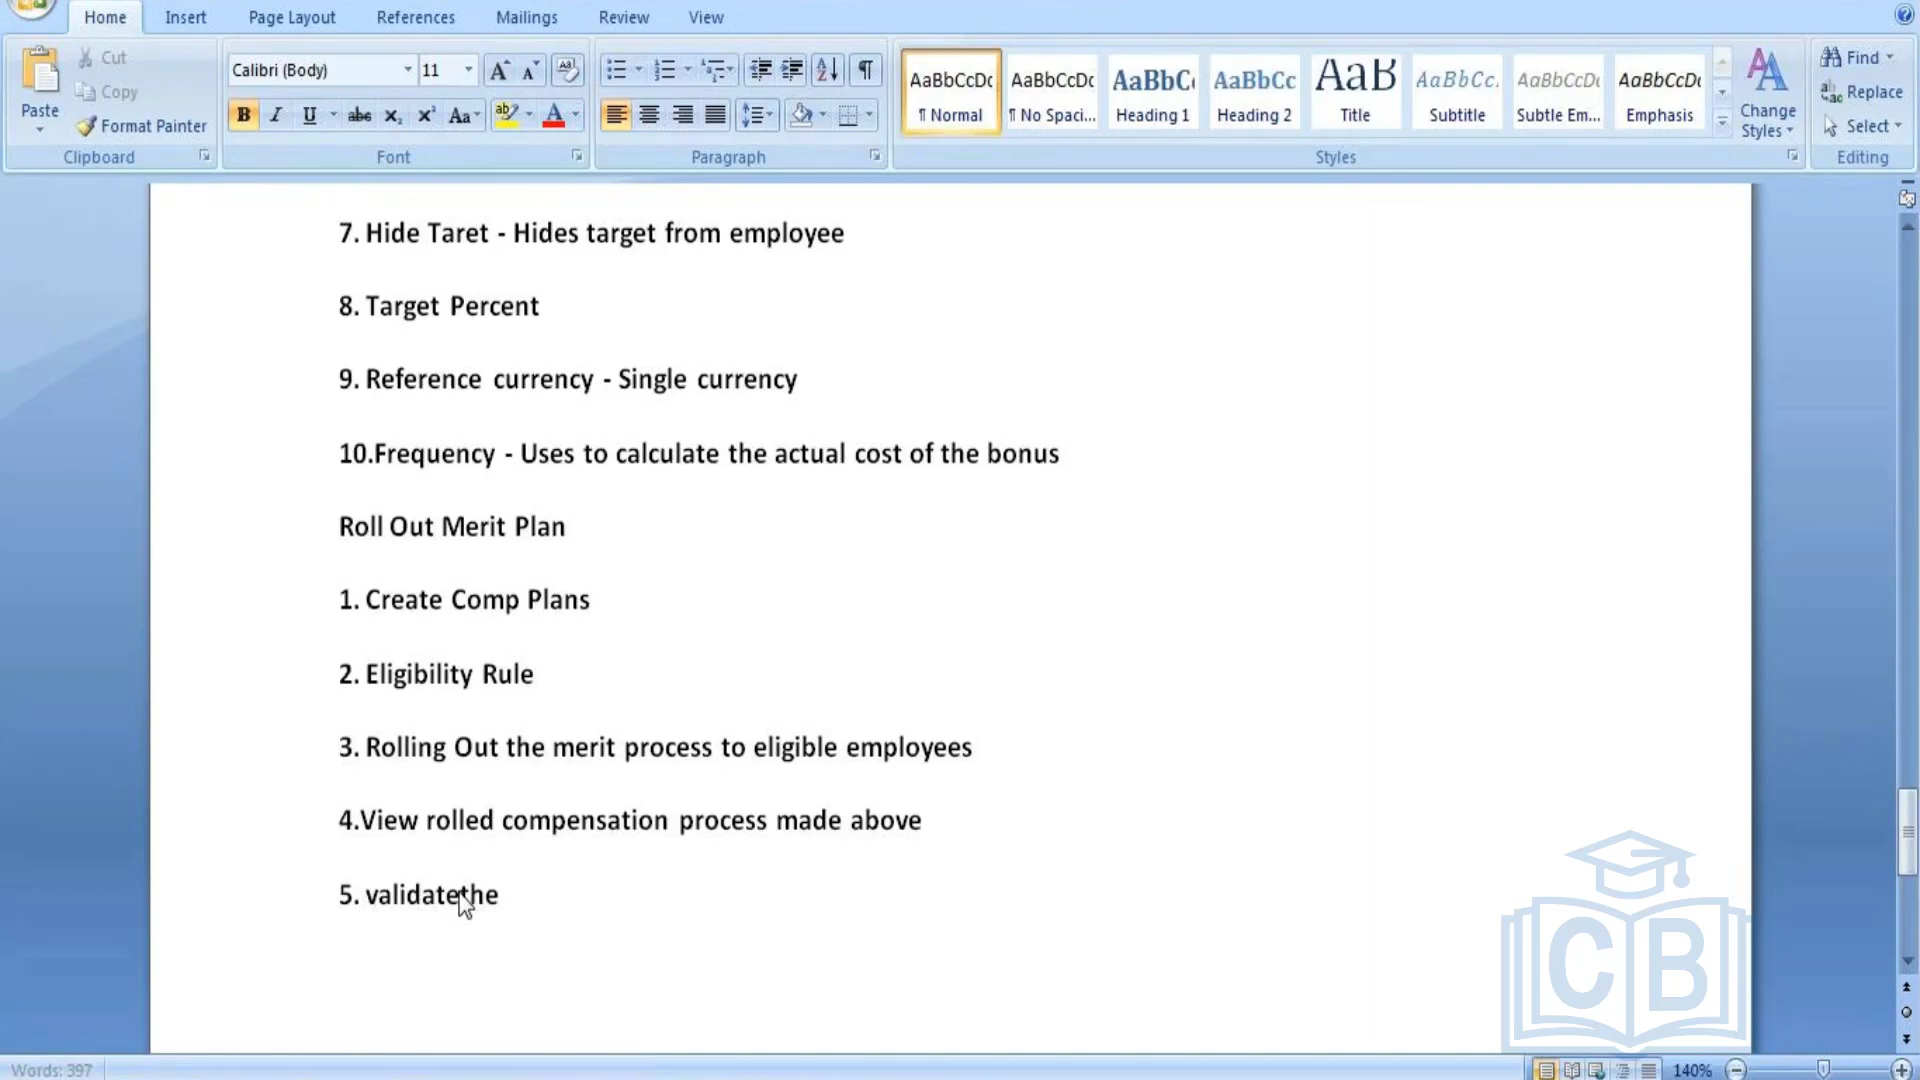 Home Insert Page Layout References Mailings Review View
Paste
Cut
Copy
Format Painter
Clipboard
Calibri (Body) 11
Font
Paragraph
AaBbCcDc AaBbCcDc AaBbC AaBbCc AaB AaBbCc. AaBbCcDt AaBbCcDt
¶ Normal ¶ No Spaci... Heading 1 Heading 2 Title Subtitle Subtle Em... Emphasis
Change Styles
Styles
Find
Replace
Select
Editing
7. Hide Taret - Hides target from employee
8. Target Percent
9. Reference currency - Single currency
10.Frequency - Uses to calculate the actual cost of the bonus
Roll Out Merit Plan
1. Create Comp Plans
2. Eligibility Rule
3. Rolling Out the merit process to eligible employees
4.View rolled compensation process made above
5. validatethe
CB
Words: 397
140%